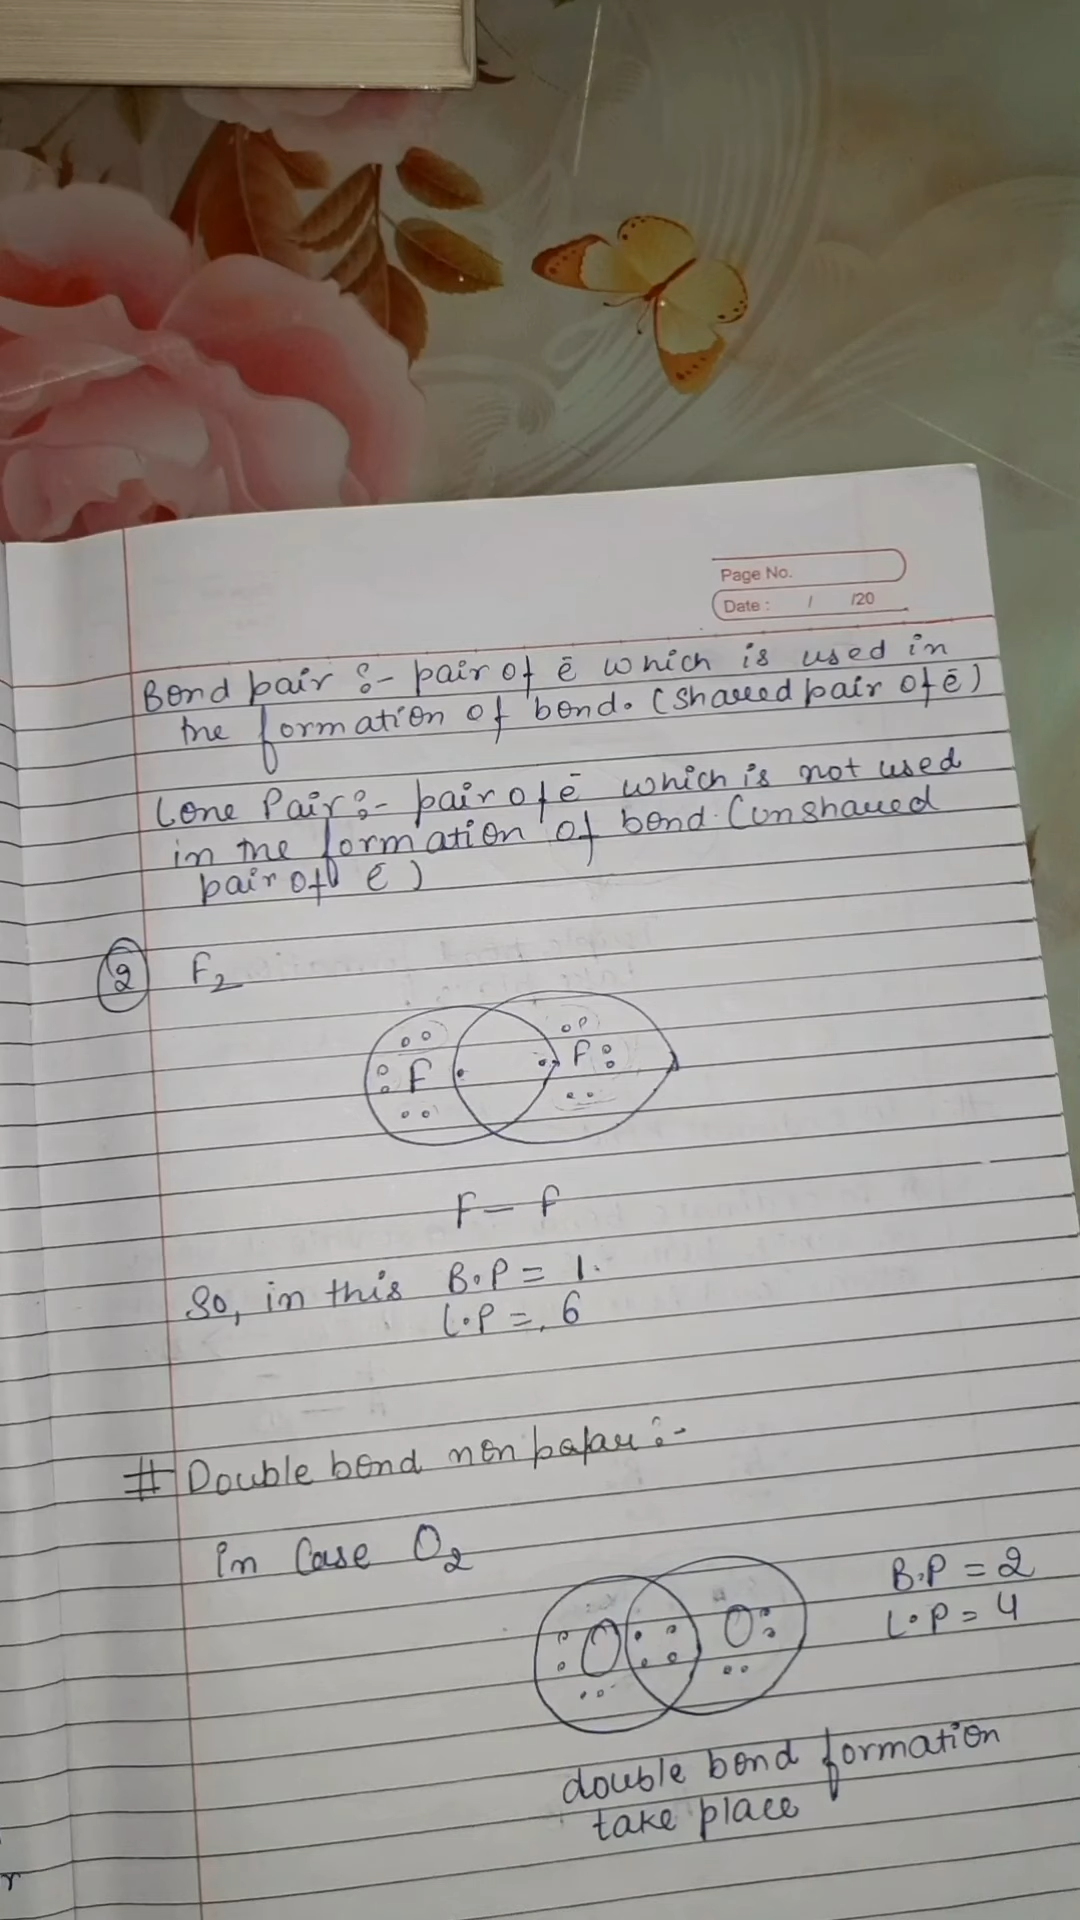 Page No.
Date : / /20
Bond pair :- pair of ē which is used in
the formation of bond. (shared pair of ē)
Lone Pair :- pair of ē which is not used
in the formation of bond. (unshared
pair of ē)
2 F2
F F
F — F
So, in this B.P = 1.
L.P = 6
# Double bond non polar :-
in Case O2
O O
B.P = 2
L.P = 4
double bond formation
take place
r